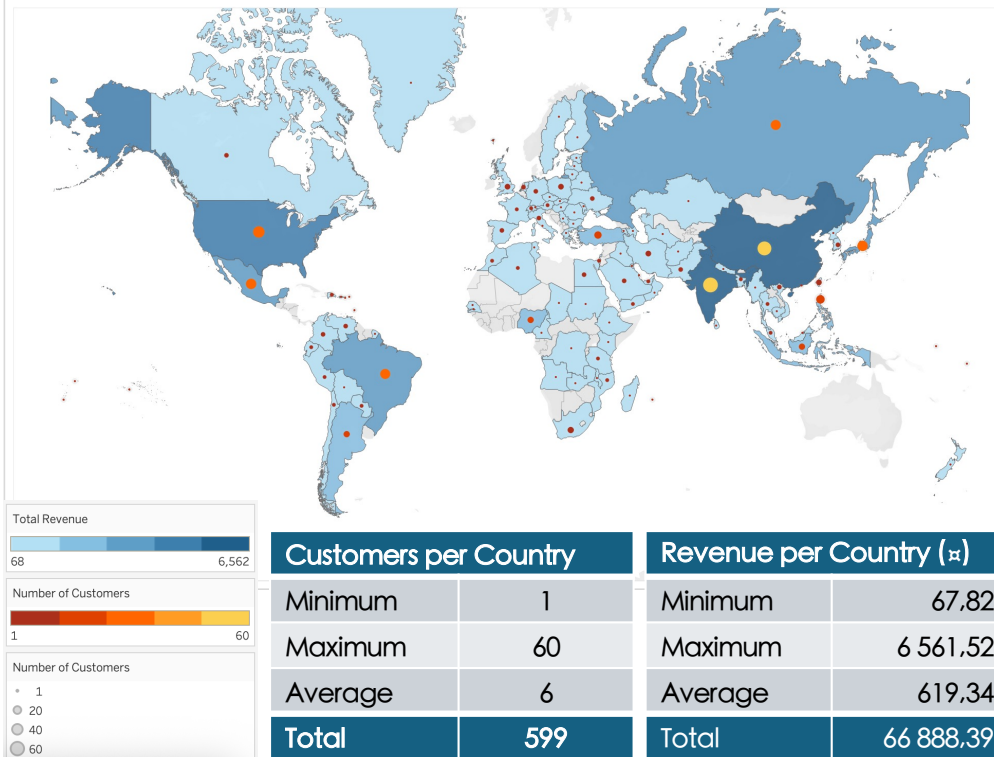 Total Revenue
68 6,562
Number of Customers
1 60
Number of Customers
1
20
40
60
Customers per Country
Minimum 1
Maximum 60
Average 6
Total 599
Revenue per Country (¤)
Minimum 67,82
Maximum 6 561,52
Average 619,34
Total 66 888,39